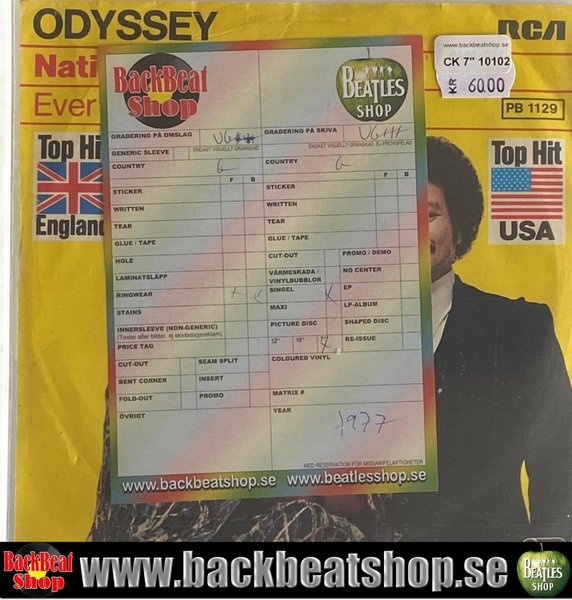 ODYSSEY
RCA
www.backbeatshop.se
CK 7" 10102
KR 60.00
Nati
Ever
PB 1129
BackBeat
Shop
BEATLES
SHOP
Top Hi
England
Top Hit
USA
GRADERING PÅ OMSLAG VG
GRADERING PÅ SKIVA VG++
ENDAST VISUELLT GRANSKAD
ENDAST VISUELLT GRANSKAD, EJ PROVSPELAD
GENERIC SLEEVE
COUNTRY G
COUNTRY G
F B
F B
STICKER
STICKER
WRITTEN
WRITTEN
TEAR
TEAR
GLUE / TAPE
GLUE / TAPE
HOLE
CUT-OUT
PROMO / DEMO
LAMINATSLÄPP
VÄRMESKADA /
VINYLBUBBLOR
NO CENTER
RINGWEAR
SINGEL X
EP
STAINS
MAXI
LP-ALBUM
INNERSLEEVE (NON-GENERIC)
(Texter eller bilder, ej skivbolagsreklam)
PICTURE DISC
SHAPED DISC
PRICE TAG
12" 10" 7
RE-ISSUE
CUT-OUT
SEAM SPLIT
COLOURED VINYL
BENT CORNER
INSERT
FOLD-OUT
PROMO
MATRIX #
ÖVRIGT
YEAR
1977
MED RESERVATION FÖR MISSAR/FELAKTIGHETER
www.backbeatshop.se www.beatlesshop.se
BackBeat
Shop
www.backbeatshop.se
BEATLES
SHOP